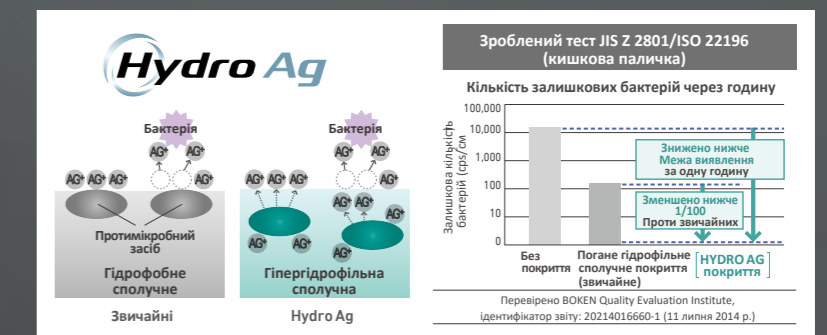 Hydro Ag
Бактерія
AG+ AG+
AG+ AG+ AG+
Протимікробний
засіб
Гідрофобне
сполучне
Звичайні
Бактерія
AG+ AG+
AG+ AG+ AG+
AG+ AG+
AG+
AG+ AG+
AG+
Гіпергідрофільна
сполучна
Hydro Ag
Зроблений тест JIS Z 2801/ISO 22196
(кишкова паличка)
Кількість залишкових бактерій через годину
Залишкова кількість
бактерій (cps/см
100,000
10,000
1,000
100
10
0
Знижено нижче
Межа виявлення
за одну годину
Зменшено нижче
1/100
Проти звичайних
Без
покриття
Погане гідрофільне
сполучне покриття
(звичайне)
[HYDRO AG
покриття]
Перевірено BOKEN Quality Evaluation Institute,
ідентифікатор звіту: 20214016660-1 (11 липня 2014 р.)